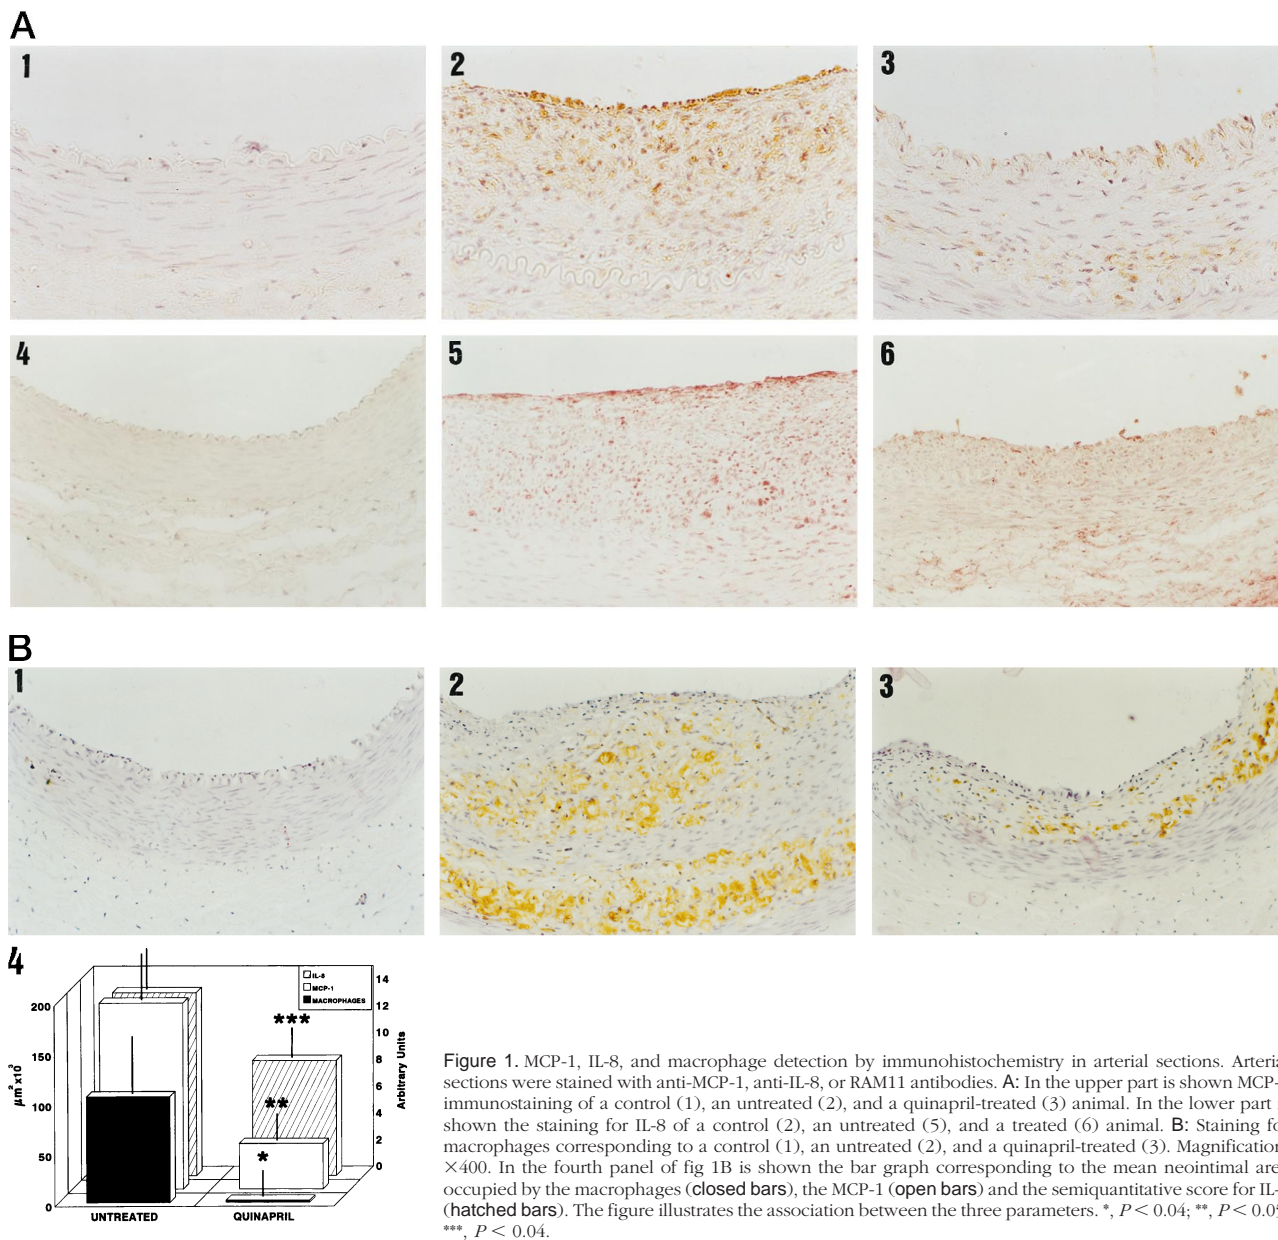 A
1
2
3
4
5
6
B
1
2
3
4
IL-8
MCP-1
MACROPHAGES
200
150
100
50
0
µm² x10³
14
12
10
8
6
4
2
0
Arbitrary Units
***
**
*
UNTREATED
QUINAPRIL
Figure 1. MCP-1, IL-8, and macrophage detection by immunohistochemistry in arterial sections. Arteria
sections were stained with anti-MCP-1, anti-IL-8, or RAM11 antibodies. A: In the upper part is shown MCP-
immunostaining of a control (1), an untreated (2), and a quinapril-treated (3) animal. In the lower part
shown the staining for IL-8 of a control (2), an untreated (5), and a treated (6) animal. B: Staining fo
macrophages corresponding to a control (1), an untreated (2), and a quinapril-treated (3). Magnification
×400. In the fourth panel of fig 1B is shown the bar graph corresponding to the mean neointimal are
occupied by the macrophages (closed bars), the MCP-1 (open bars) and the semiquantitative score for IL-
(hatched bars). The figure illustrates the association between the three parameters. *, P < 0.04; **, P < 0.0
***, P < 0.04.